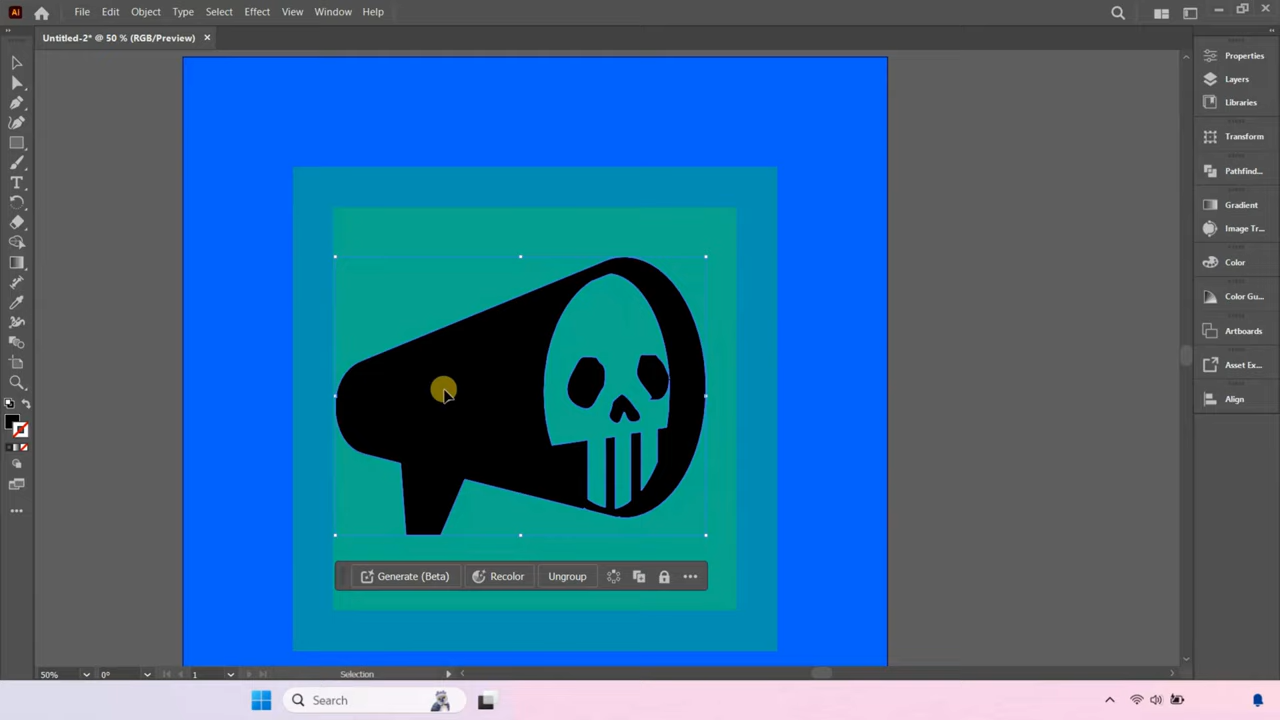 Ai File Edit Object Type Select Effect View Window Help
Untitled-2* @ 50 % (RGB/Preview) ×
Properties
Layers
Libraries
Transform
Pathfind...
Gradient
Image Tr...
Color
Color Gu...
Artboards
Asset Ex...
Align
T
Generate (Beta) Recolor Ungroup
50% 0° 1 Selection
Search